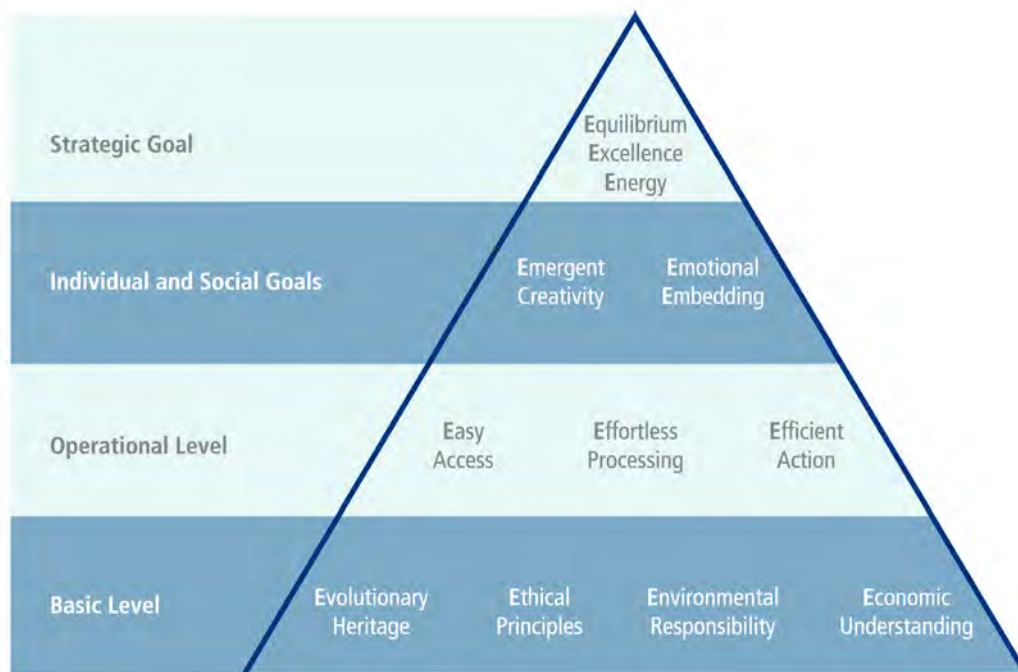 Strategic Goal
Equilibrium
Excellence
Energy
Individual and Social Goals
Emergent
Creativity
Emotional
Embedding
Operational Level
Easy
Access
Effortless
Processing
Efficient
Action
Basic Level
Evolutionary
Heritage
Ethical
Principles
Environmental
Responsibility
Economic
Understanding